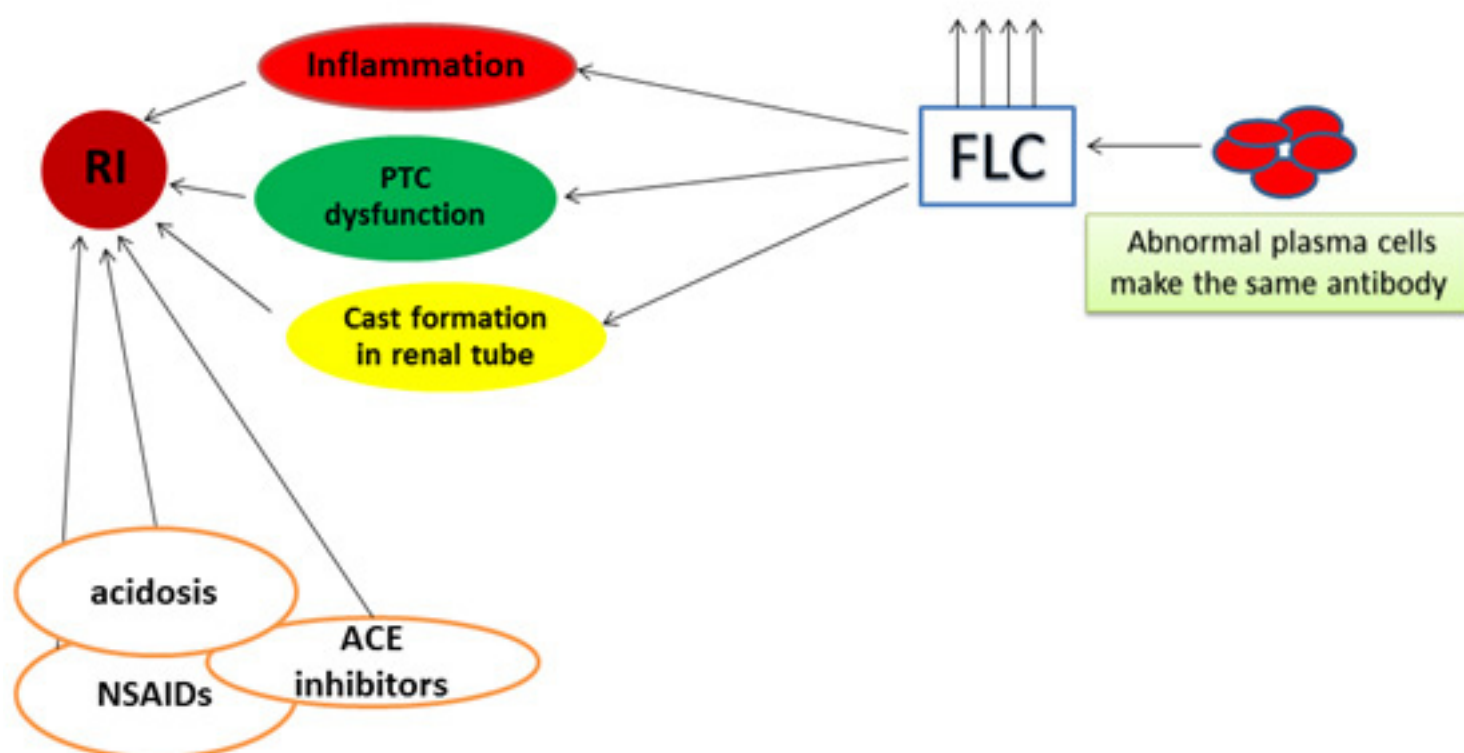 Inflammation
RI
PTC
dysfunction
Cast formation
in renal tube
FLC
Abnormal plasma cells
make the same antibody
acidosis
ACE
inhibitors
NSAIDs